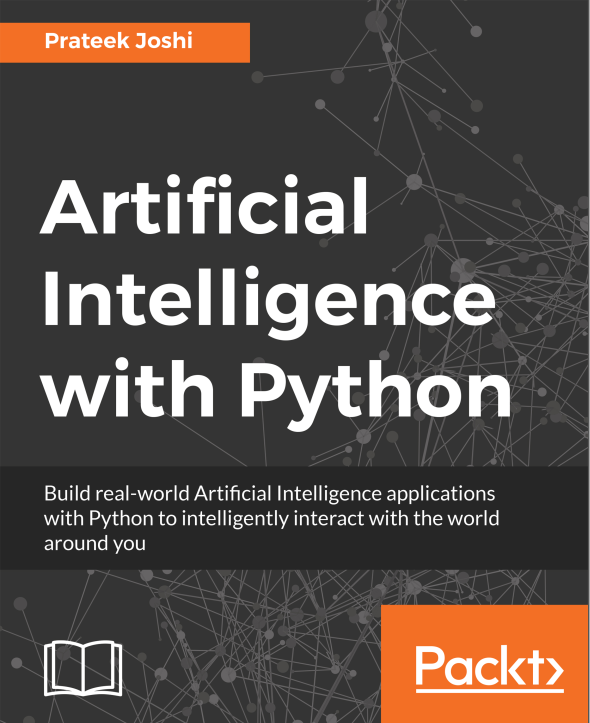 Prateek Joshi
Artificial
Intelligence
with Python
Build real-world Artificial Intelligence applications
with Python to intelligently interact with the world
around you
Packt>